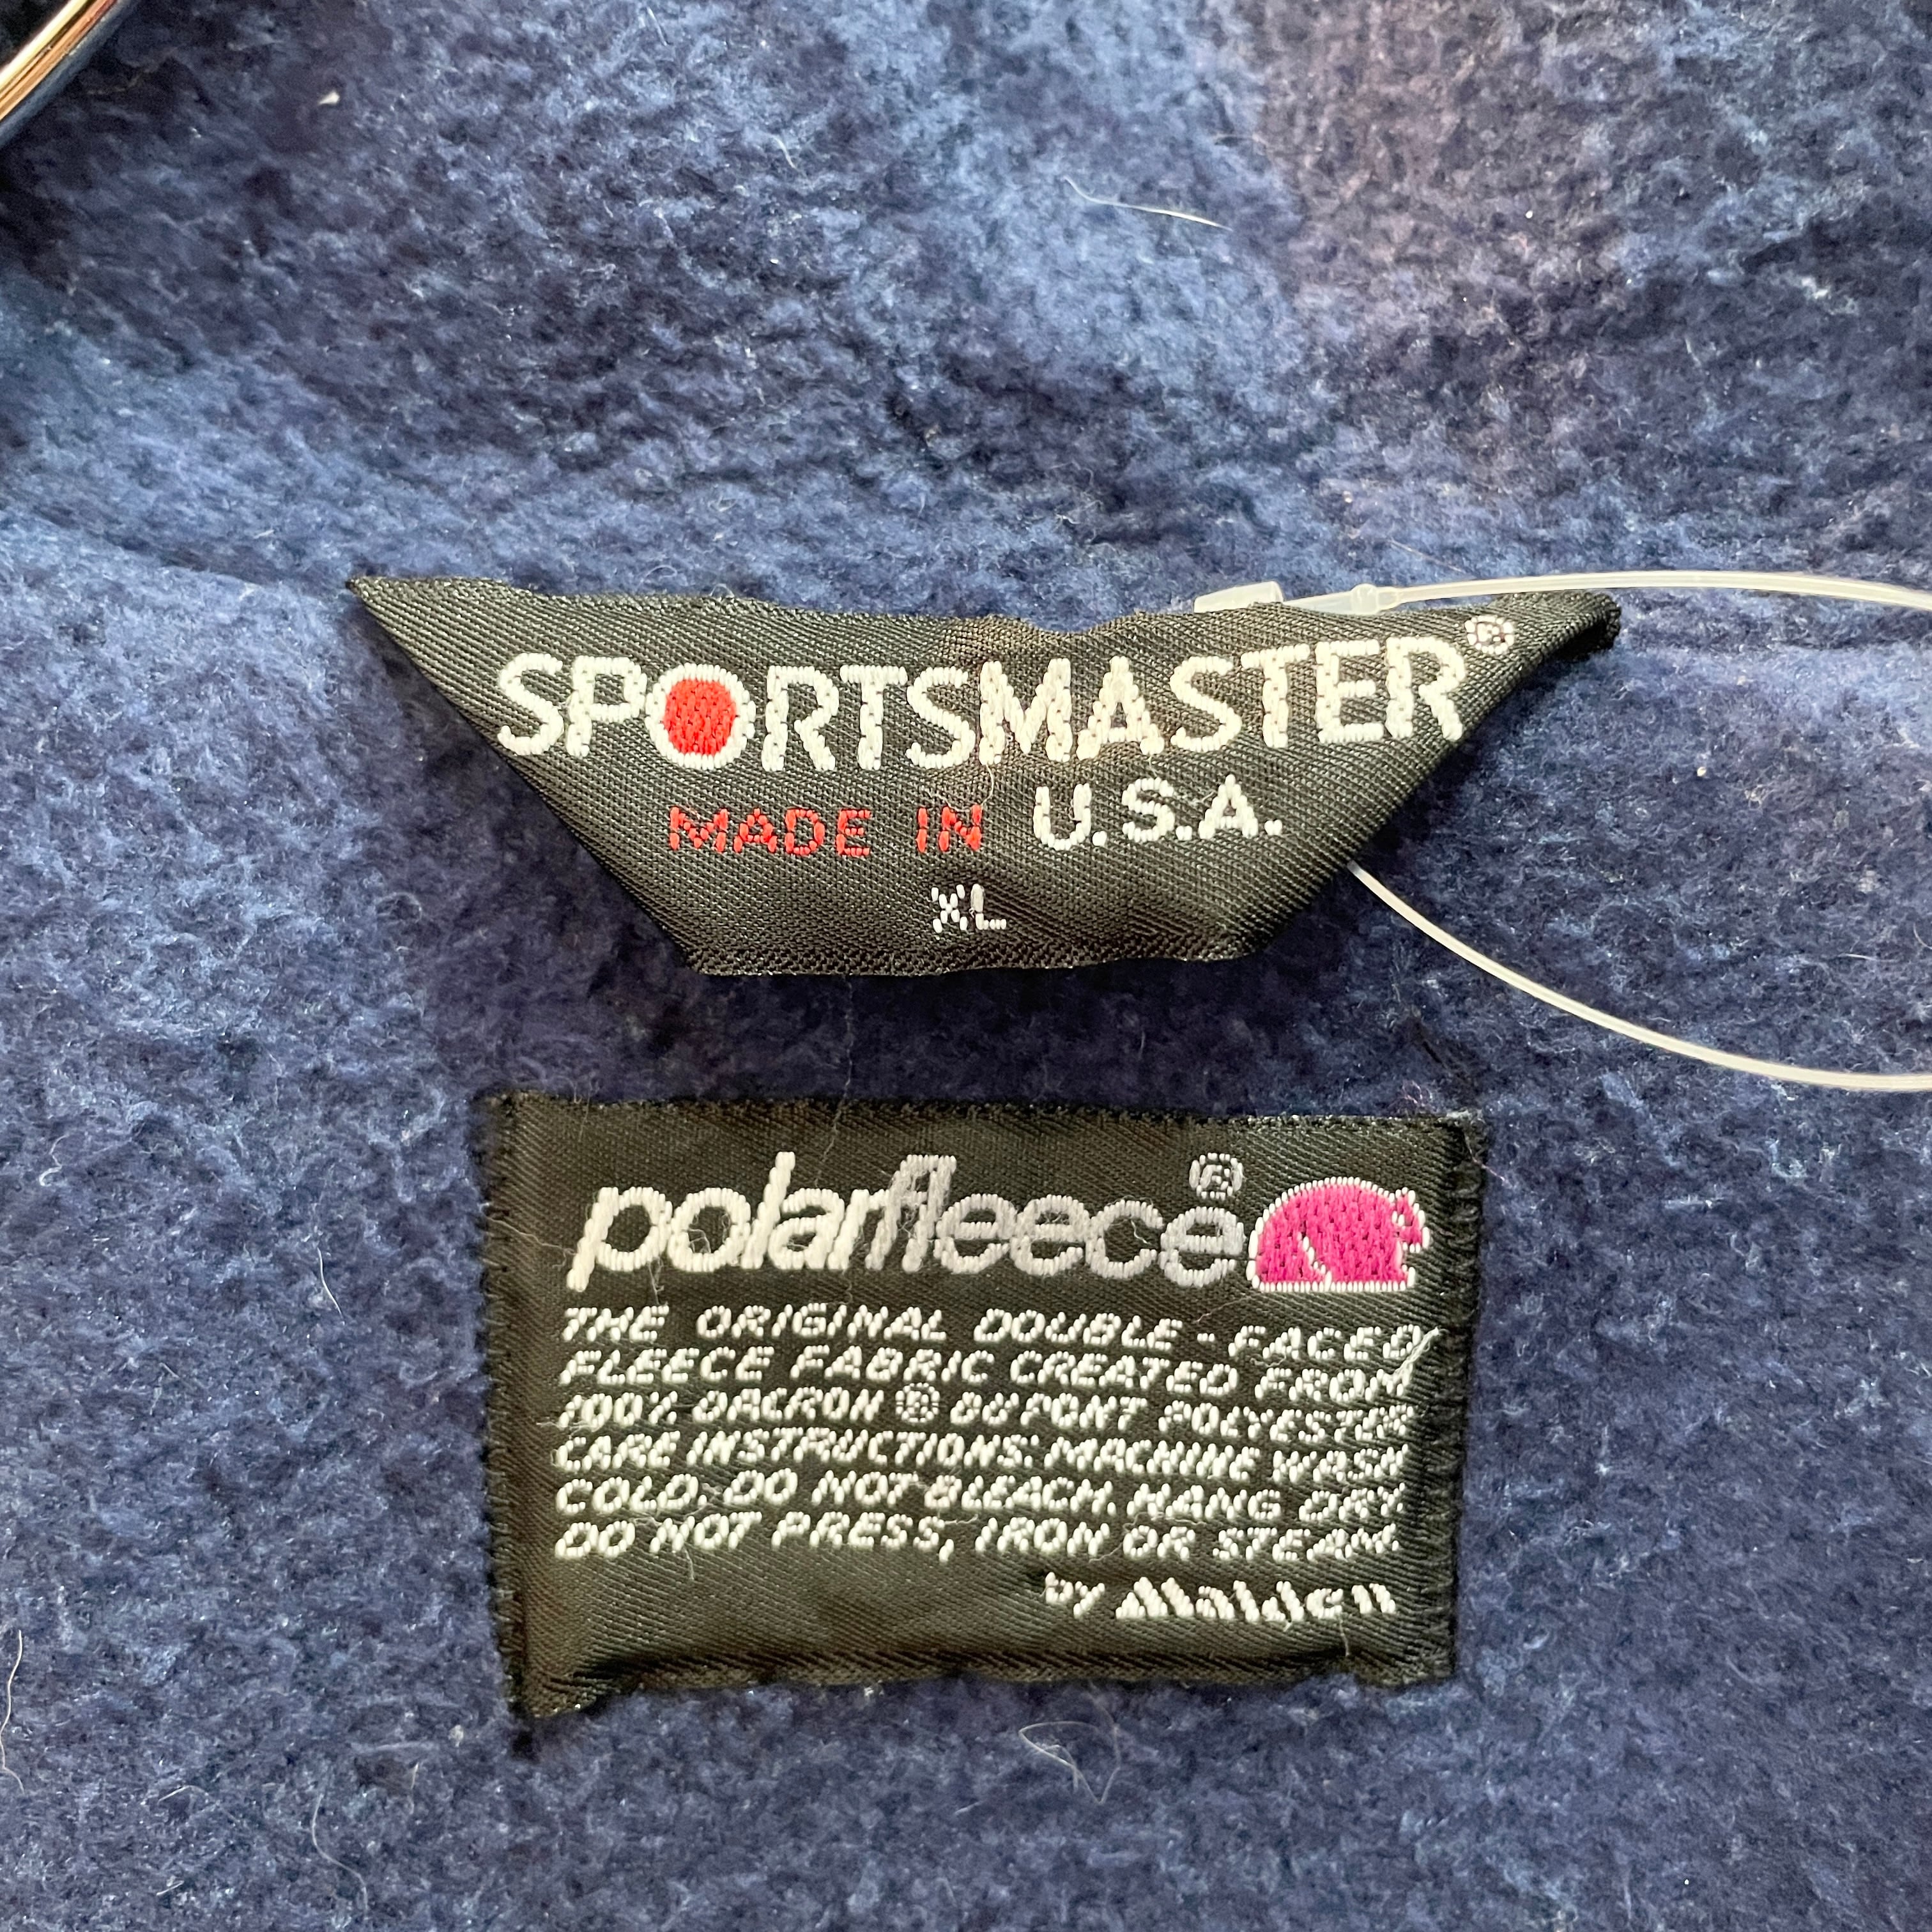 SPORTSMASTER®
MADE IN U.S.A.
XL
polarfleece®
THE ORIGINAL DOUBLE-FACED
FLEECE FABRIC CREATED FROM
100% DACRON® DUPONT POLYESTER
CARE INSTRUCTIONS: MACHINE WASH
COLD. DO NOT BLEACH. HANG DRY.
DO NOT PRESS, IRON OR STEAM.
by Malden